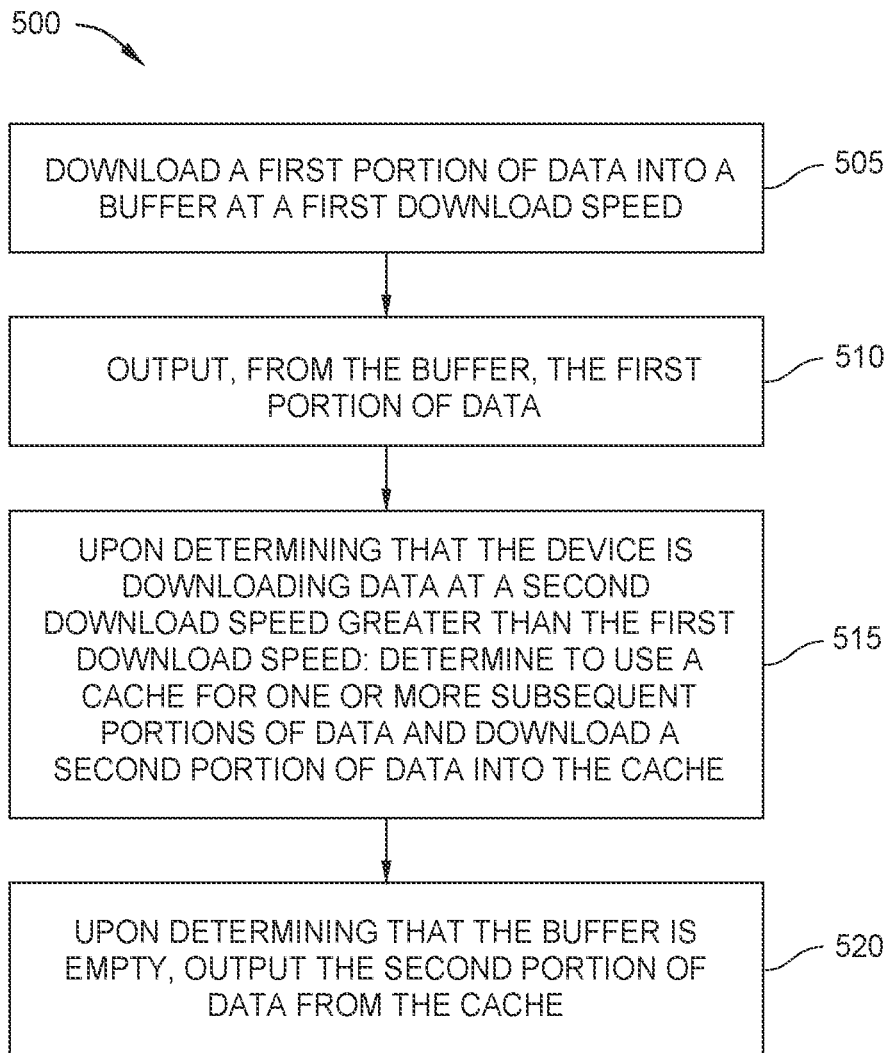 500
DOWNLOAD A FIRST PORTION OF DATA INTO A
BUFFER AT A FIRST DOWNLOAD SPEED
505
OUTPUT, FROM THE BUFFER, THE FIRST
PORTION OF DATA
510
UPON DETERMINING THAT THE DEVICE IS
DOWNLOADING DATA AT A SECOND
DOWNLOAD SPEED GREATER THAN THE FIRST
DOWNLOAD SPEED: DETERMINE TO USE A
CACHE FOR ONE OR MORE SUBSEQUENT
PORTIONS OF DATA AND DOWNLOAD A
SECOND PORTION OF DATA INTO THE CACHE
515
UPON DETERMINING THAT THE BUFFER IS
EMPTY, OUTPUT THE SECOND PORTION OF
DATA FROM THE CACHE
520